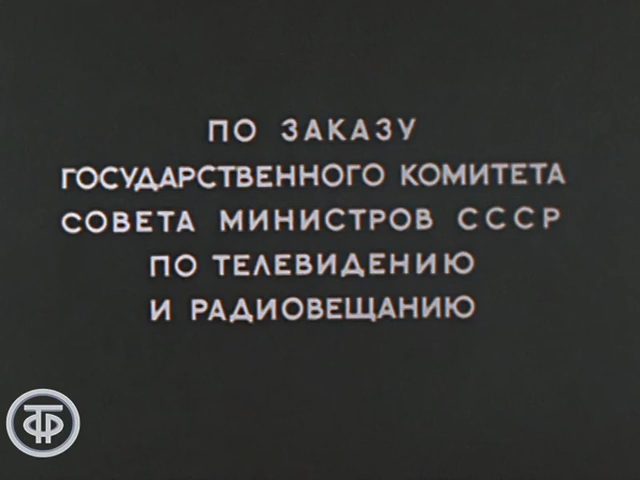 ПО ЗАКАЗУ
ГОСУДАРСТВЕННОГО КОМИТЕТА
СОВЕТА МИНИСТРОВ СССР
ПО ТЕЛЕВИДЕНИЮ
И РАДИОВЕЩАНИЮ